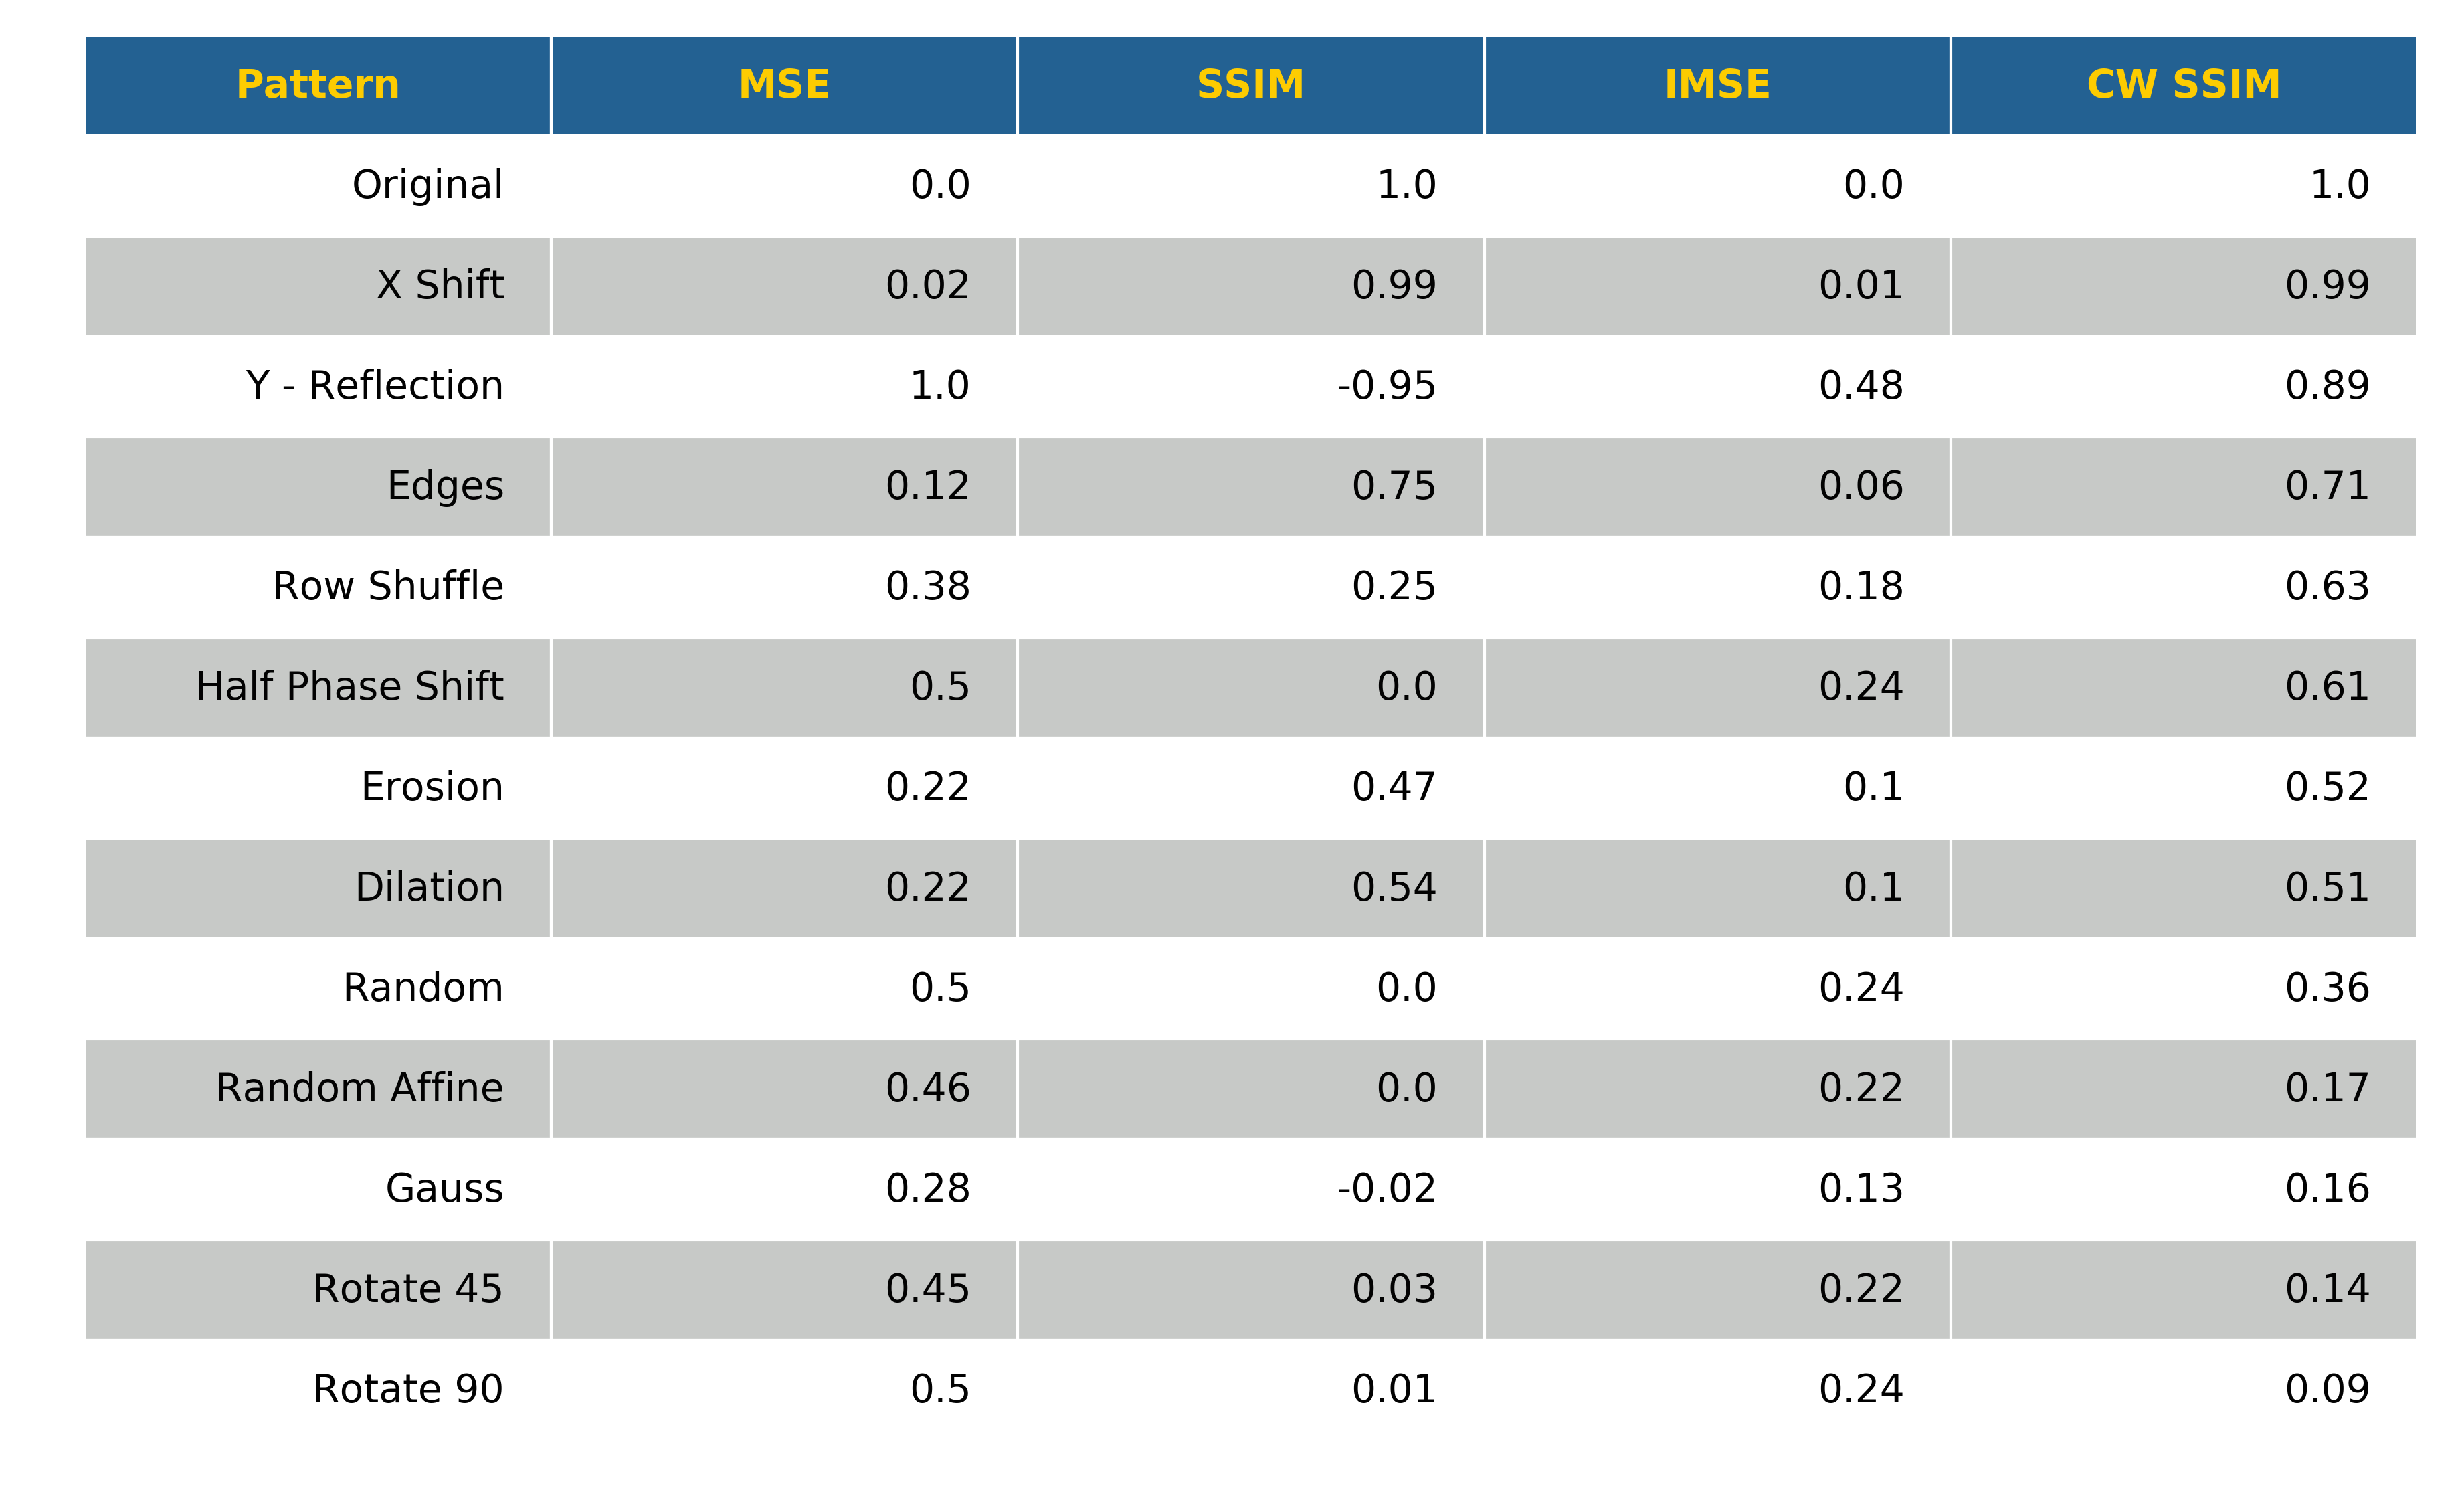 Pattern MSE SSIM IMSE CW SSIM
Original 0.0 1.0 0.0 1.0
X Shift 0.02 0.99 0.01 0.99
Y - Reflection 1.0 -0.95 0.48 0.89
Edges 0.12 0.75 0.06 0.71
Row Shuffle 0.38 0.25 0.18 0.63
Half Phase Shift 0.5 0.0 0.24 0.61
Erosion 0.22 0.47 0.1 0.52
Dilation 0.22 0.54 0.1 0.51
Random 0.5 0.0 0.24 0.36
Random Affine 0.46 0.0 0.22 0.17
Gauss 0.28 -0.02 0.13 0.16
Rotate 45 0.45 0.03 0.22 0.14
Rotate 90 0.5 0.01 0.24 0.09